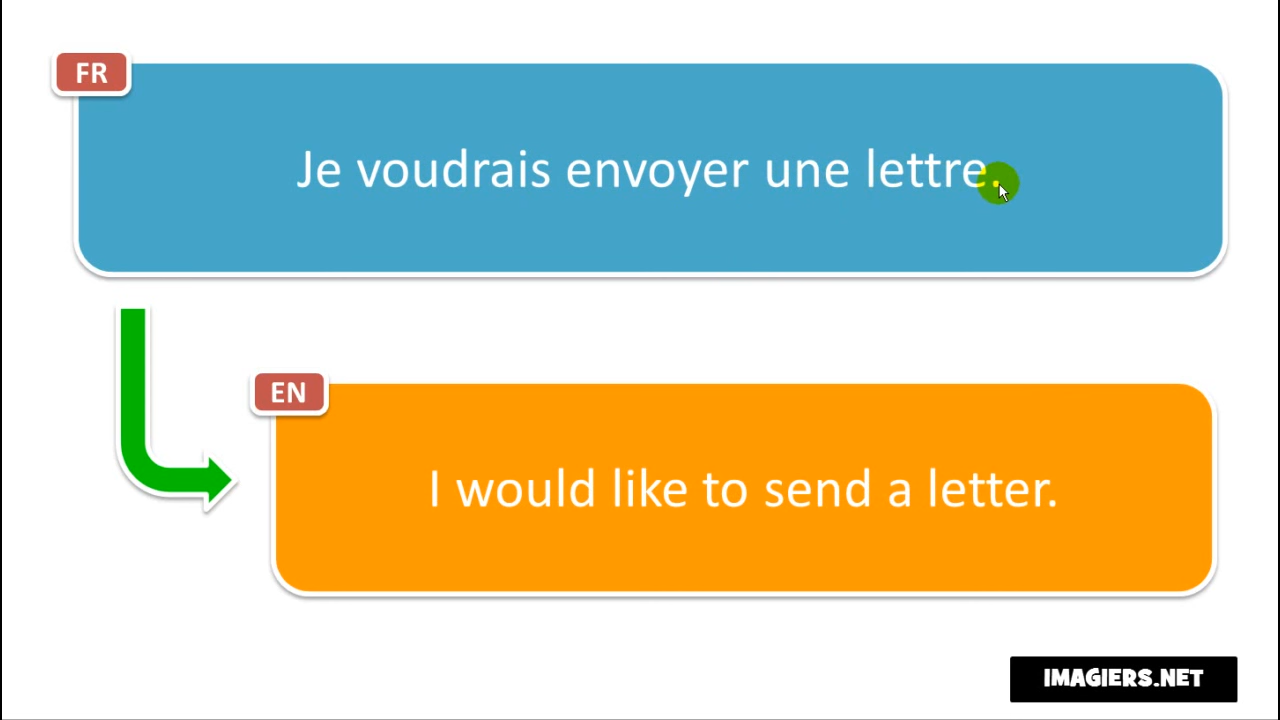 FR
Je voudrais envoyer une lettre.
EN
I would like to send a letter.
IMAGIERS.NET